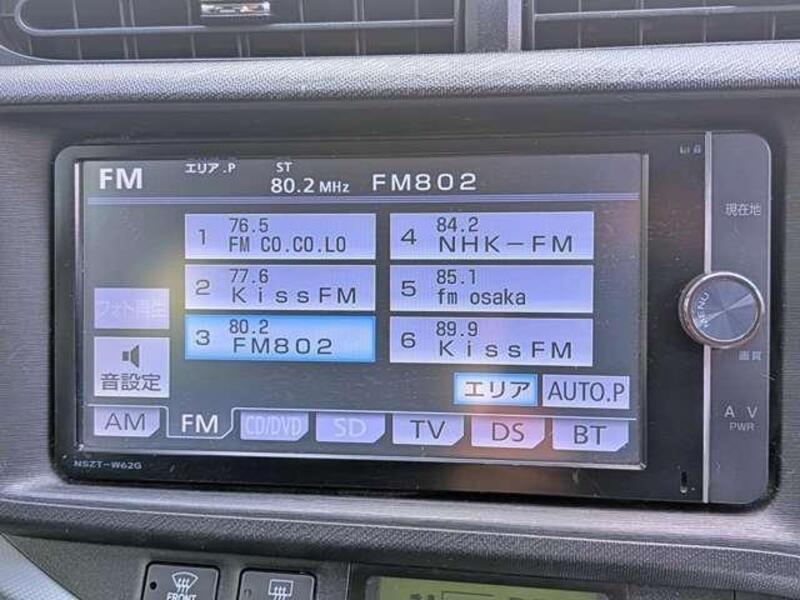 FM エリア.P ST 80.2 MHz FM802
1 76.5 FM CO.CO.LO
4 84.2 NHK-FM
2 77.6 KissFM
5 85.1 fm osaka
3 80.2 FM802
6 89.9 KissFM
フォト再生
音設定
エリア AUTO.P
AM FM CD/DVD SD TV DS BT
NSZT-W62G
現在地
MENU
画質
A V
PWR
FRONT